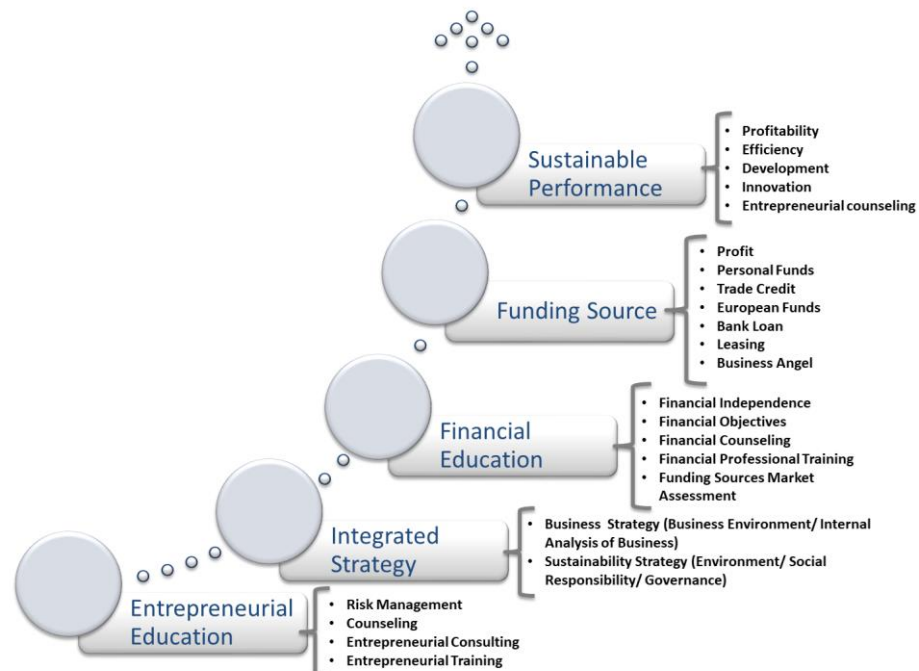 Sustainable
Performance
• Profitability
• Efficiency
• Development
• Innovation
• Entrepreneurial counseling
Funding Source
• Profit
• Personal Funds
• Trade Credit
• European Funds
• Bank Loan
• Leasing
• Business Angel
Financial
Education
• Financial Independence
• Financial Objectives
• Financial Counseling
• Financial Professional Training
• Funding Sources Market
Assessment
Integrated
Strategy
• Business Strategy (Business Environment/ Internal
Analysis of Business)
• Sustainability Strategy (Environment/ Social
Responsibility/ Governance)
Entrepreneurial
Education
• Risk Management
• Counseling
• Entrepreneurial Consulting
• Entrepreneurial Training